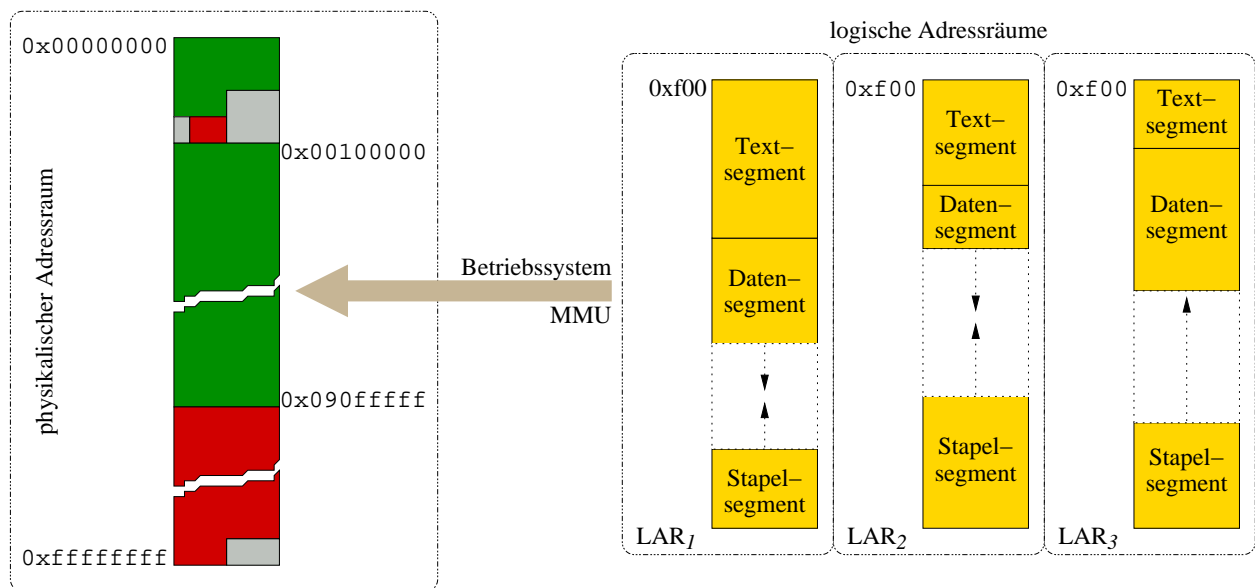 0x00000000
0x00100000
physikalischer Adressraum
0x090fffff
0xffffffff
Betriebssystem
MMU
logische Adressräume
0xf00
Text–
segment
Daten–
segment
Stapel–
segment
LAR1
0xf00
Text–
segment
Daten–
segment
Stapel–
segment
LAR2
0xf00
Text–
segment
Daten–
segment
Stapel–
segment
LAR3